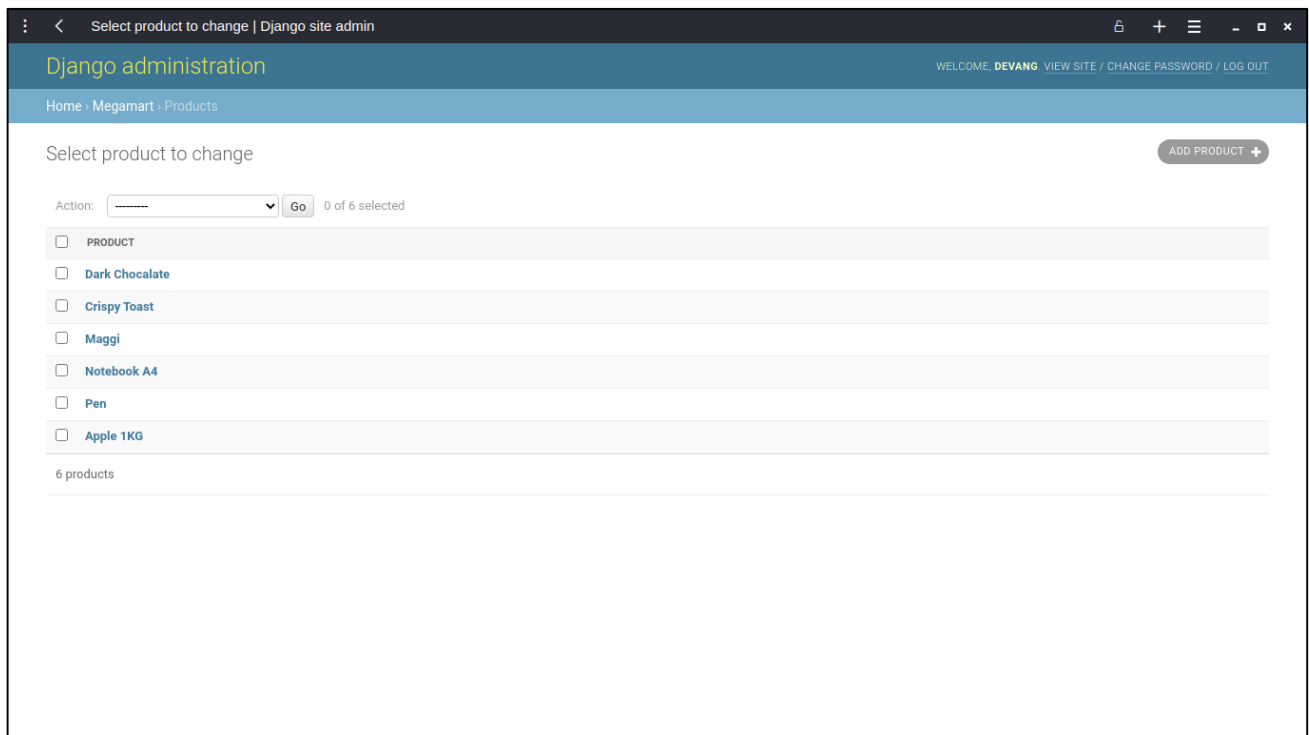 Select product to change | Django site admin
Django administration
WELCOME, DEVANG. VIEW SITE / CHANGE PASSWORD / LOG OUT
Home › Megamart › Products
Select product to change
ADD PRODUCT +
Action: --------- Go 0 of 6 selected
PRODUCT
Dark Chocalate
Crispy Toast
Maggi
Notebook A4
Pen
Apple 1KG
6 products